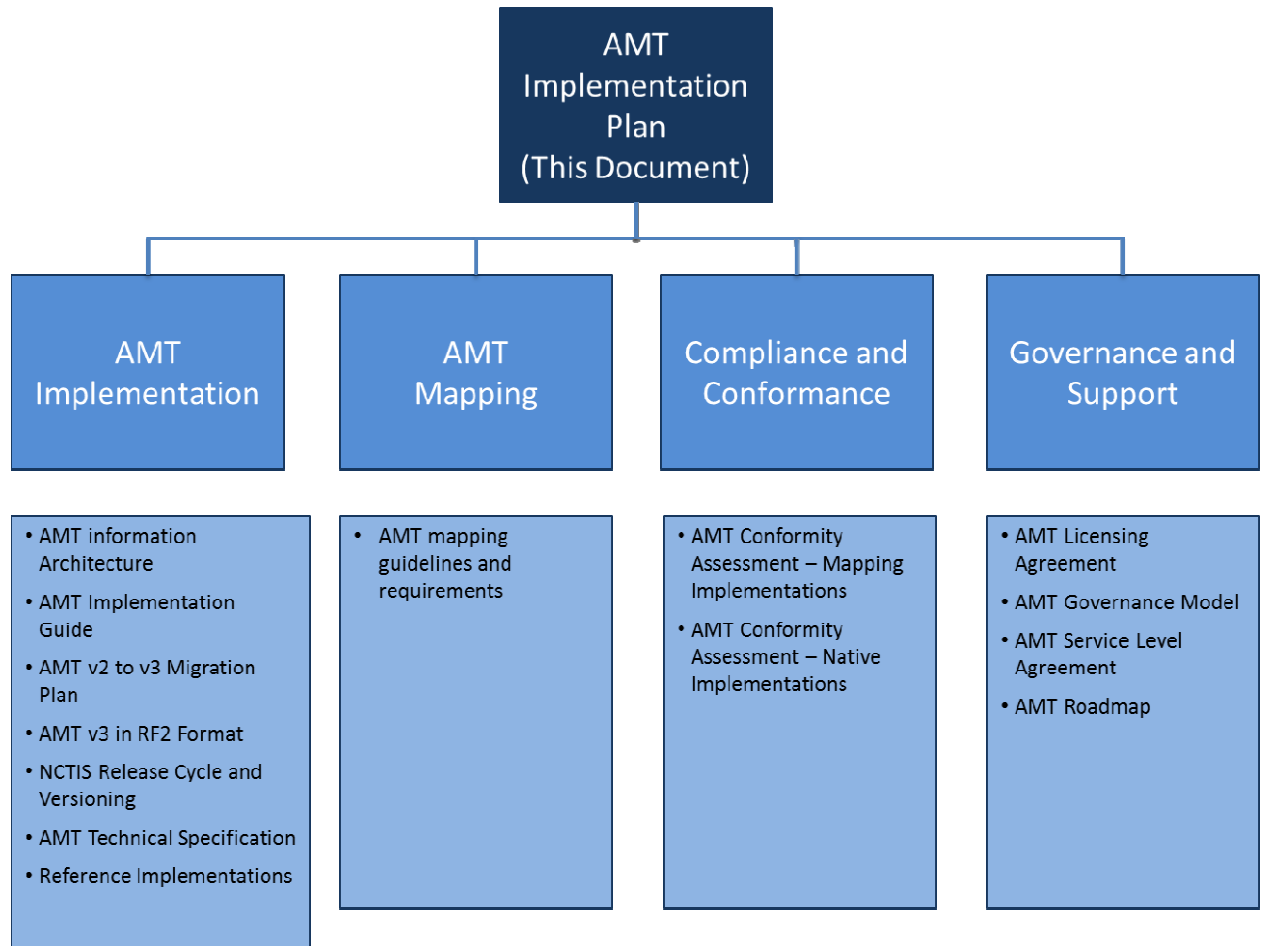 AMT
Implementation
Plan
(This Document)
AMT
Implementation
AMT
Mapping
Compliance and
Conformance
Governance and
Support
• AMT information
Architecture
• AMT Implementation
Guide
• AMT v2 to v3 Migration
Plan
• AMT v3 in RF2 Format
• NCTIS Release Cycle and
Versioning
• AMT Technical Specification
• Reference Implementations
• AMT mapping
guidelines and
requirements
• AMT Conformity
Assessment – Mapping
Implementations
• AMT Conformity
Assessment – Native
Implementations
• AMT Licensing
Agreement
• AMT Governance Model
• AMT Service Level
Agreement
• AMT Roadmap